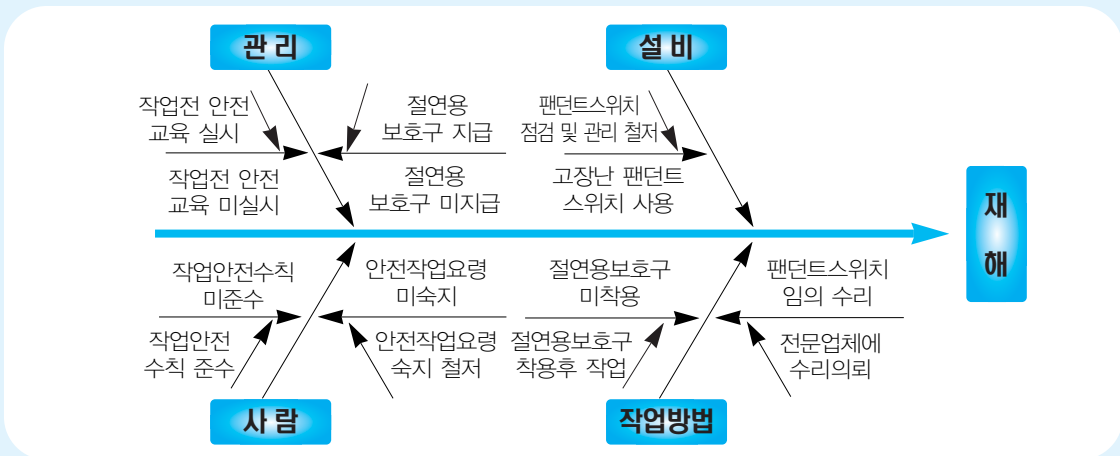 관 리
설 비
작업전 안전
교육 실시
절연용
보호구 지급
팬던트스위치
점검 및 관리 철저
작업전 안전
교육 미실시
절연용
보호구 미지급
고장난 팬던트
스위치 사용
재
해
작업안전수칙
미준수
안전작업요령
미숙지
절연용보호구
미착용
팬던트스위치
임의 수리
작업안전
수칙 준수
안전작업요령
숙지 철저
절연용보호구
착용후 작업
전문업체에
수리의뢰
사 람
작업방법